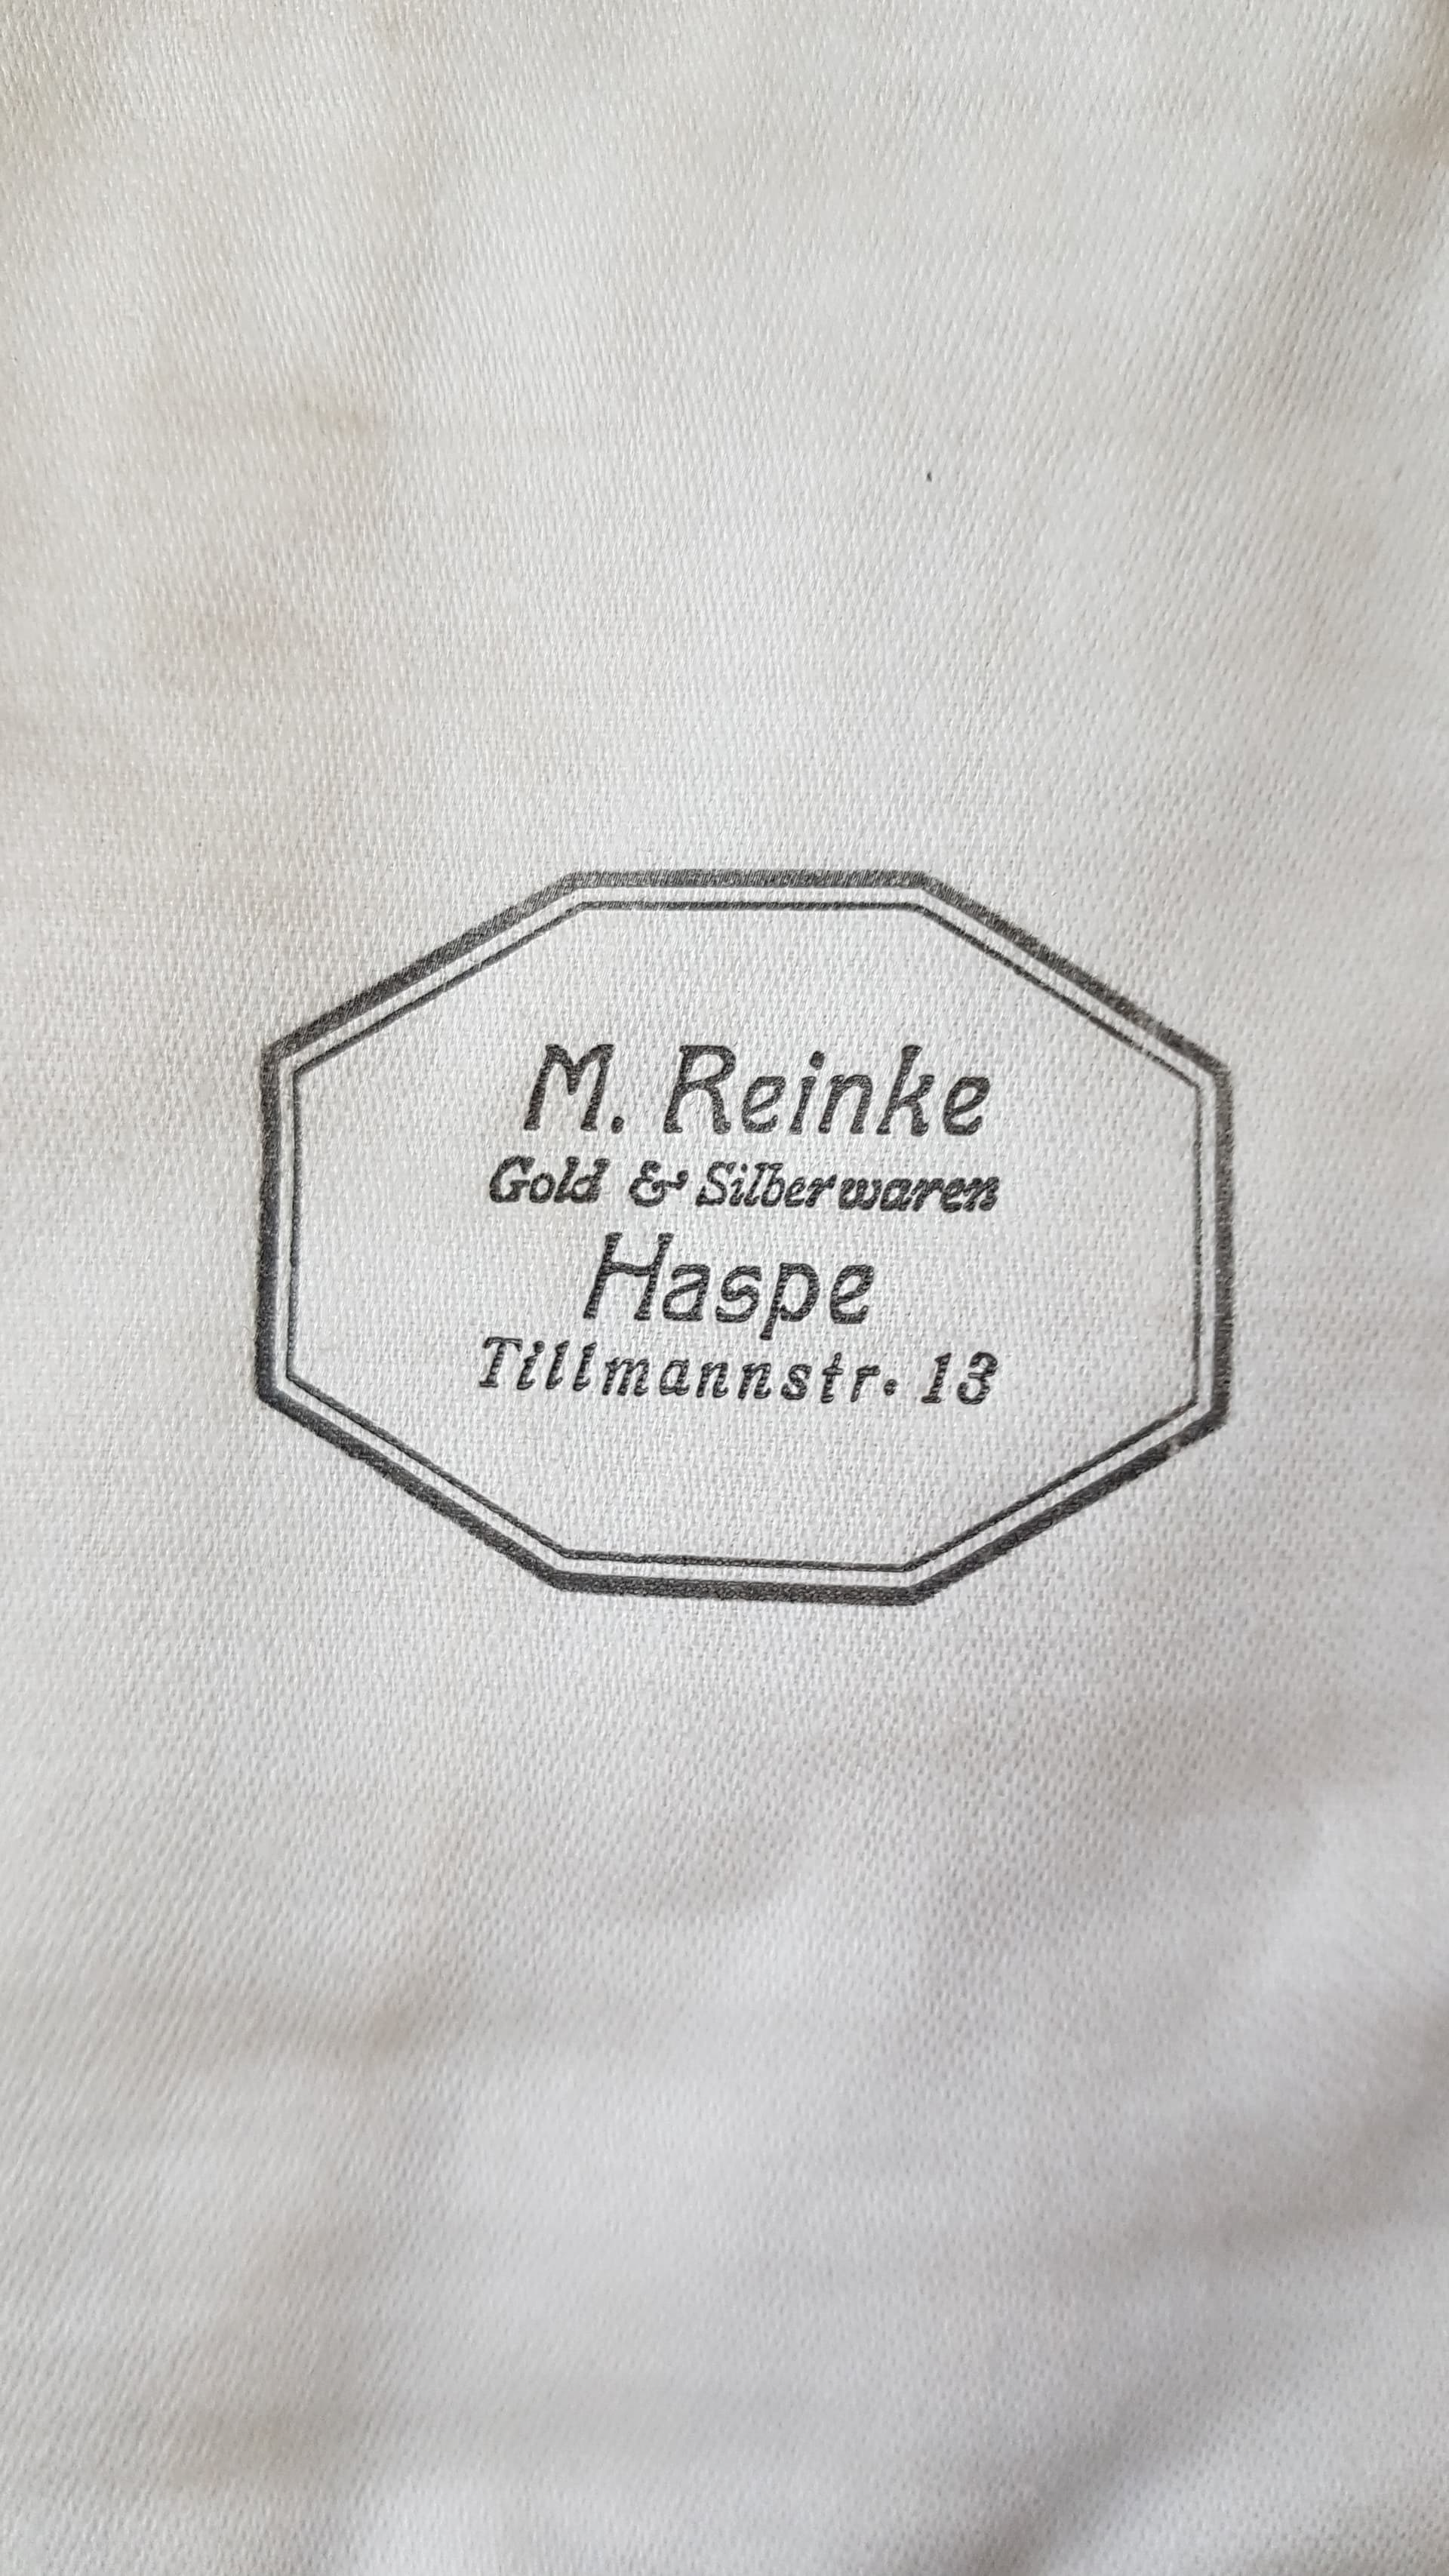 M. Reinke
Gold & Silberwaren
Haspe
Tillmannstr. 13